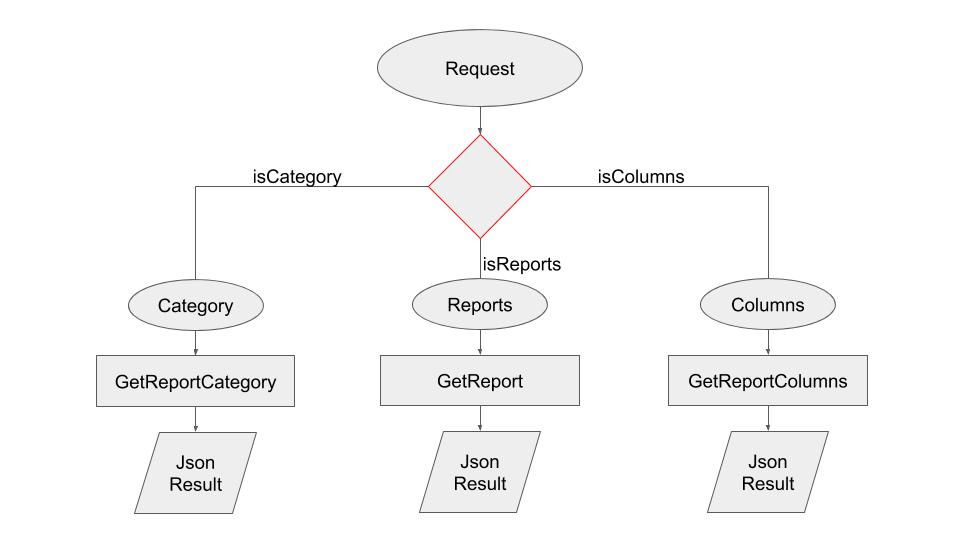 Request
isCategory
isColumns
isReports
Category
Reports
Columns
GetReportCategory
GetReport
GetReportColumns
Json
Result
Json
Result
Json
Result